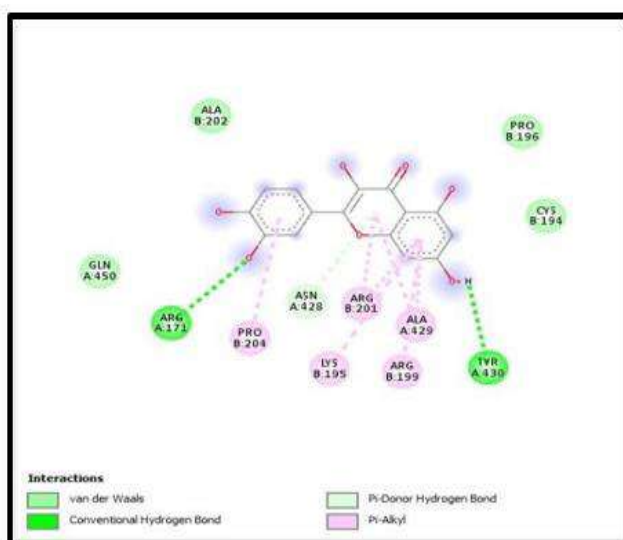 ALA
B:202
PRO
B:196
CYS
B:194
GLN
A:450
ARG
A:171
ASN
A:428
ARG
B:201
ALA
A:429
PRO
B:204
LYS
B:195
ARG
B:199
TYR
A:430
H
Interactions
van der Waals
Conventional Hydrogen Bond
Pi-Donor Hydrogen Bond
Pi-Alkyl